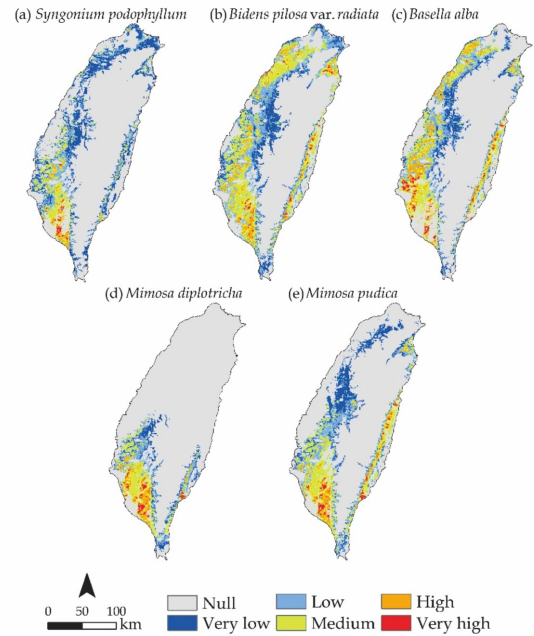 (a) Syngonium podophyllum (b) Bidens pilosa var. radiata (c) Basella alba
(d) Mimosa diplotricha (e) Mimosa pudica
Null Low High
0 50 100 km Very low Medium Very high